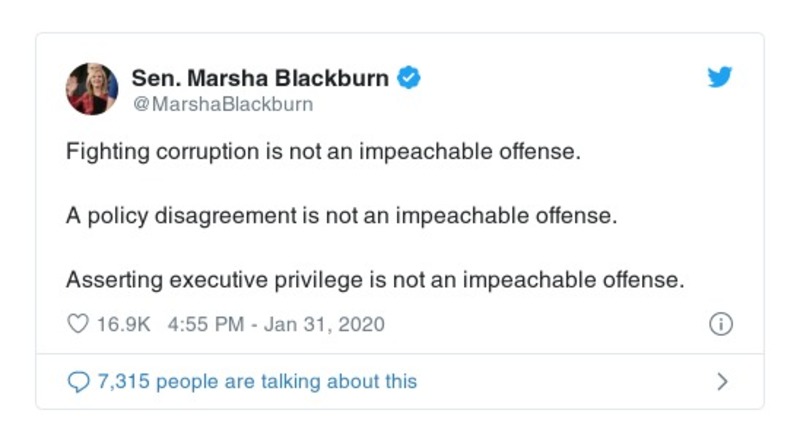 Sen. Marsha Blackburn
@MarshaBlackburn
Fighting corruption is not an impeachable offense.
A policy disagreement is not an impeachable offense.
Asserting executive privilege is not an impeachable offense.
16.9K 4:55 PM - Jan 31, 2020
7,315 people are talking about this